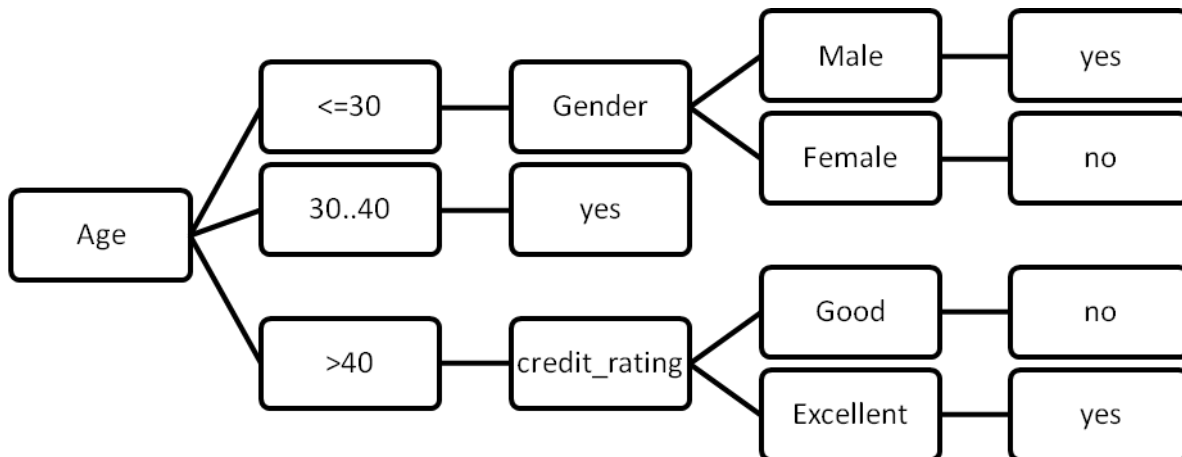 Male
yes
<=30
Gender
Female
no
30..40
yes
Age
Good
no
>40
credit_rating
Excellent
yes